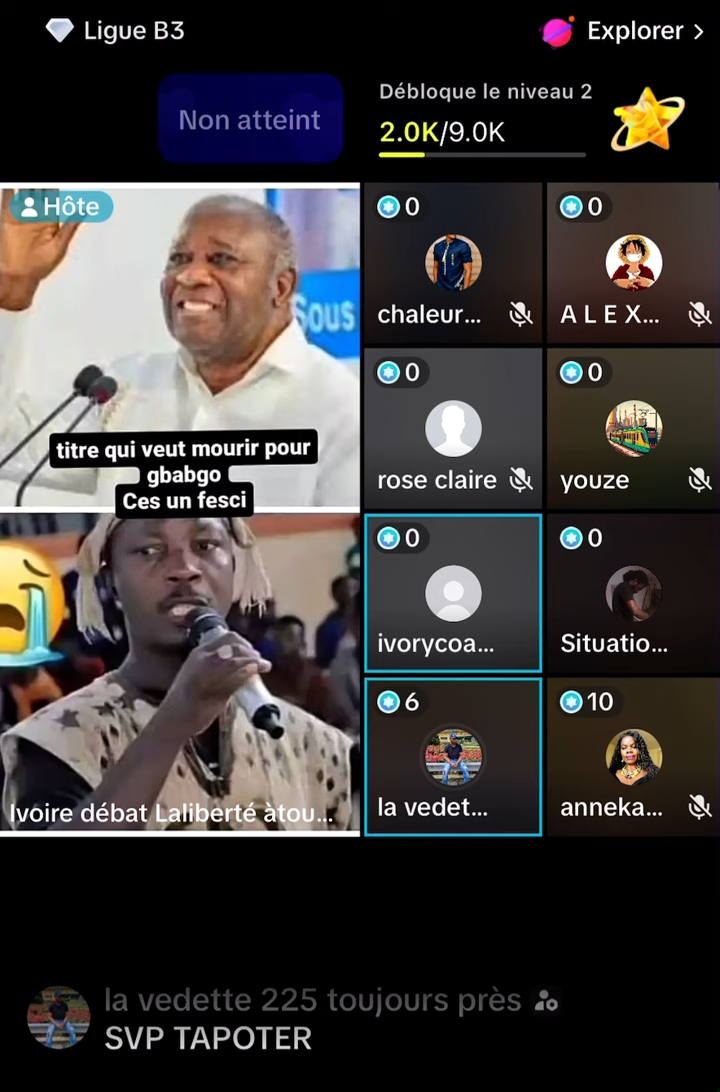 Ligue B3
Explorer >
Non atteint
Débloque le niveau 2
2.0K/9.0K
Hôte
Sous
titre qui veut mourir pour
gbabgo
Ces un fesci
Ivoire débat Laliberté àtou...
0
chaleur...
0
A L E X...
0
rose claire
0
youze
0
ivorycoa...
0
Situatio...
6
la vedet...
10
anneka...
la vedette 225 toujours près
SVP TAPOTER